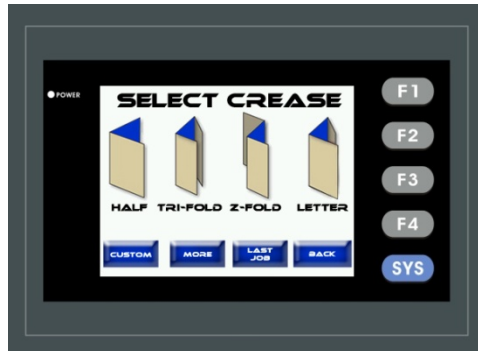 POWER
SELECT CREASE
HALF TRI-FOLD Z-FOLD LETTER
CUSTOM MORE LAST JOB BACK
F1
F2
F3
F4
SYS